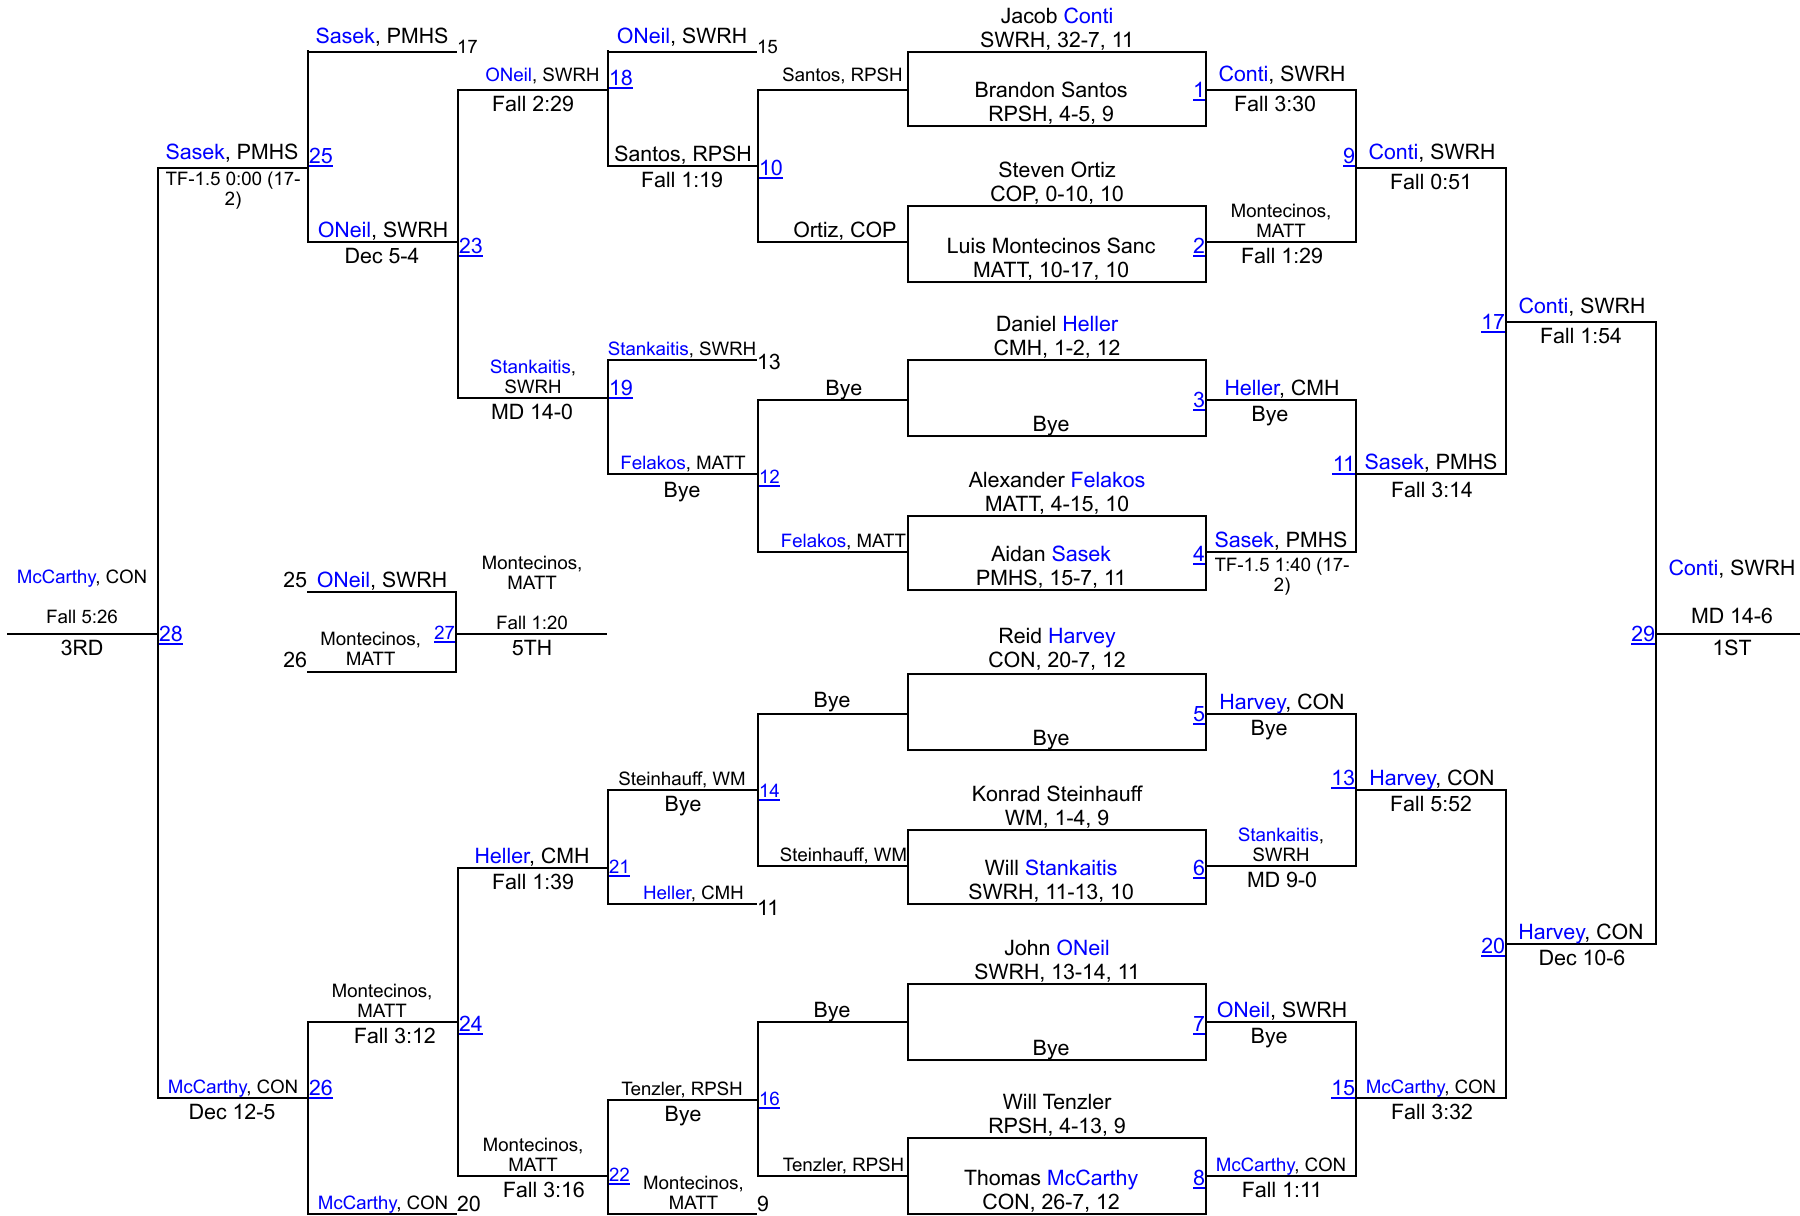 Jacob Conti
SWRH, 32-7, 11
Sasek, PMHS 17
ONeil, SWRH 15
ONeil, SWRH 18
Fall 2:29
Santos, RPSH
Brandon Santos 1
RPSH, 4-5, 9
Conti, SWRH
Fall 3:30
Sasek, PMHS 25
TF-1.5 0:00 (17-
2)
Santos, RPSH 10
Fall 1:19
Steven Ortiz
COP, 0-10, 10
9 Conti, SWRH
Fall 0:51
ONeil, SWRH 23
Dec 5-4
Ortiz, COP
Luis Montecinos Sanc 2
MATT, 10-17, 10
Montecinos,
MATT
Fall 1:29
Daniel Heller
CMH, 1-2, 12
17 Conti, SWRH
Fall 1:54
Stankaitis, SWRH 13
Stankaitis,
SWRH 19
MD 14-0
Bye
3
Bye
Heller, CMH
Bye
Felakos, MATT 12
Bye
Alexander Felakos
MATT, 4-15, 10
11 Sasek, PMHS
Fall 3:14
Felakos, MATT
Aidan Sasek 4
PMHS, 15-7, 11
Sasek, PMHS
TF-1.5 1:40 (17-
2)
McCarthy, CON
Fall 5:26
28
3RD
25 ONeil, SWRH
26 Montecinos,
MATT
27
Montecinos,
MATT
Fall 1:20
5TH
Conti, SWRH
MD 14-6
29
1ST
Reid Harvey
CON, 20-7, 12
Bye
5
Bye
Harvey, CON
Bye
Steinhauff, WM 14
Bye
Konrad Steinhauff
WM, 1-4, 9
13 Harvey, CON
Fall 5:52
Heller, CMH 21
Fall 1:39
Steinhauff, WM
Will Stankaitis 6
SWRH, 11-13, 10
Stankaitis,
SWRH
MD 9-0
Heller, CMH 11
John ONeil
SWRH, 13-14, 11
20 Harvey, CON
Dec 10-6
Montecinos,
MATT 24
Fall 3:12
Bye
7
Bye
ONeil, SWRH
Bye
McCarthy, CON 26
Dec 12-5
Tenzler, RPSH 16
Bye
Will Tenzler
RPSH, 4-13, 9
15 McCarthy, CON
Fall 3:32
Montecinos,
MATT 22
Fall 3:16
Tenzler, RPSH
Thomas McCarthy 8
CON, 26-7, 12
McCarthy, CON
Fall 1:11
McCarthy, CON 20
Montecinos,
MATT 9